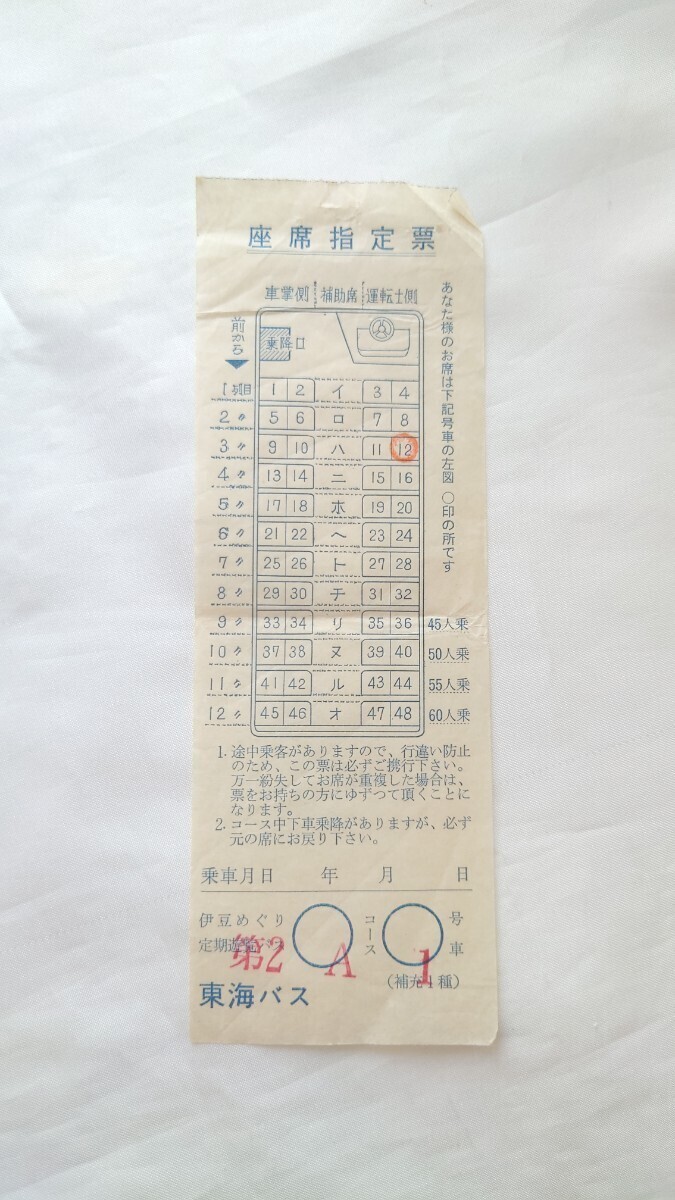 座席指定票
車掌側 補助席 運転士側
前から
乗降口
1列目 1 2 イ 3 4
2〃 5 6 ロ 7 8
3〃 9 10 ハ 11 12
4〃 13 14 ニ 15 16
5〃 17 18 ホ 19 20
6〃 21 22 ヘ 23 24
7〃 25 26 ト 27 28
8〃 29 30 チ 31 32
9〃 33 34 リ 35 36 45人乗
10〃 37 38 ヌ 39 40 50人乗
11〃 41 42 ル 43 44 55人乗
12〃 45 46 オ 47 48 60人乗
あなた様のお席は下記号車の左図 ○印の所です
1. 途中乗客がありますので、行違い防止
のため、この票は必ずご携行下さい。
万一紛失してお席が重複した場合は、
票をお持ちの方にゆずつて頂くことに
なります。
2. コース中下車乗降がありますが、必ず
元の席にお戻り下さい。
乗車月日 年 月 日
伊豆めぐり
定期遊覧バス
コース
号車
第2 A 1
(補充1種)
東海バス